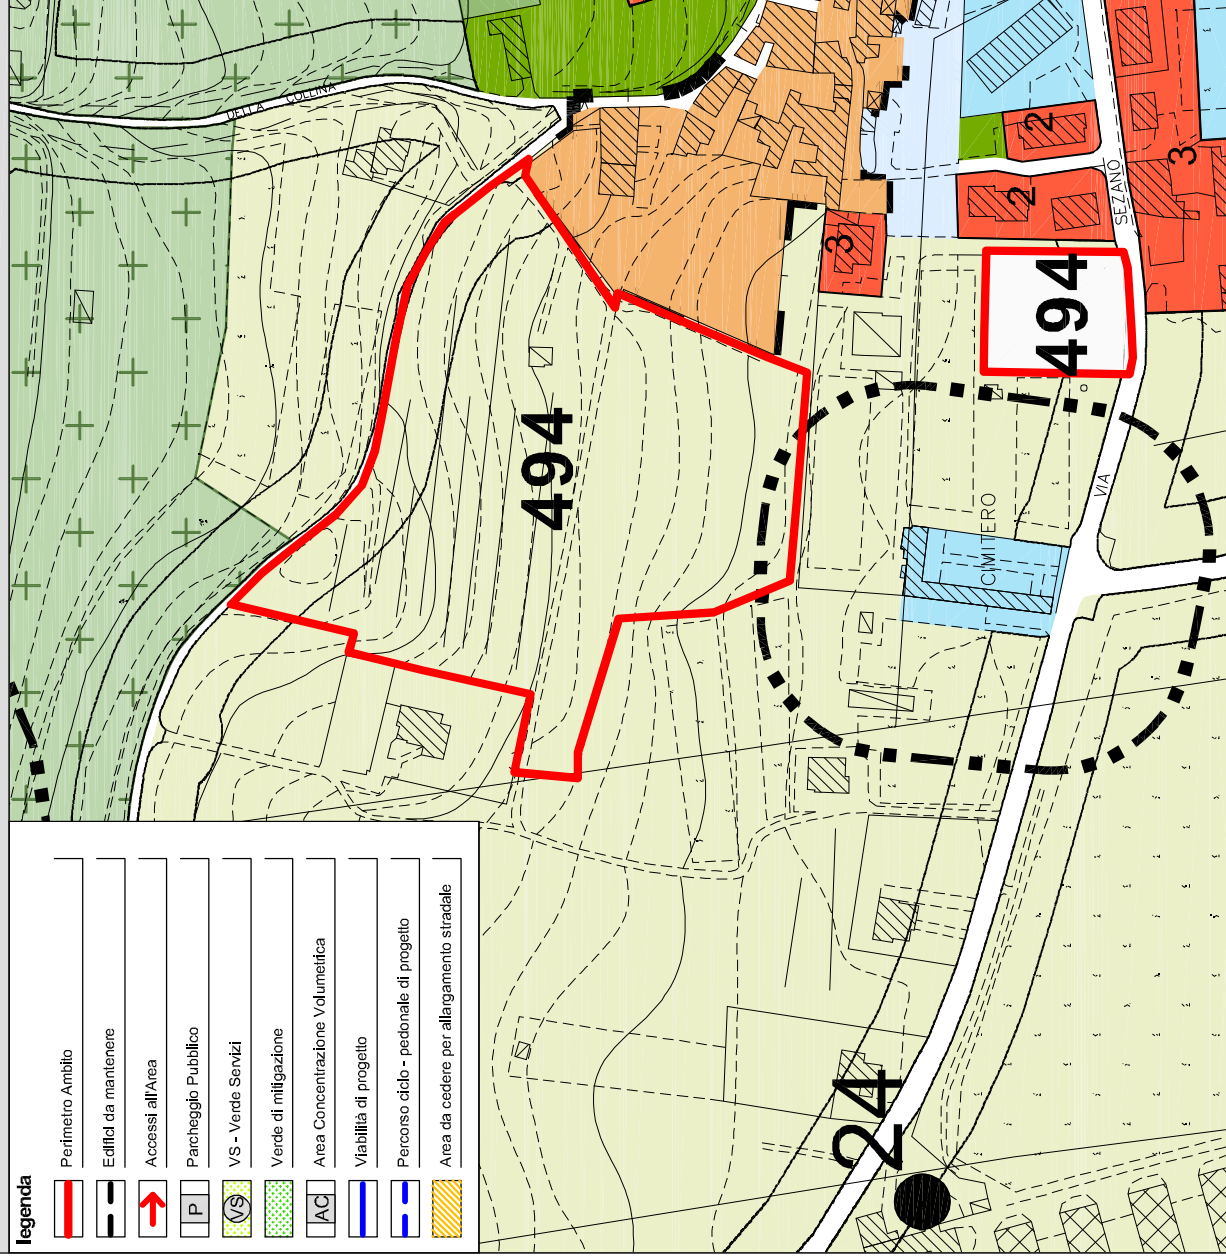 legenda
Perimetro Ambito
Edifici da mantenere
Accessi all'Area
P Parcheggio Pubblico
VS VS - Verde Servizi
Verde di mitigazione
AC Area Concentrazione Volumetrica
Viabilità di progetto
Percorso ciclo - pedonale di progetto
Area da cedere per allargamento stradale
DELLA COLLINA
494
494
3
2
2
3
VIA SEZANO
CIMITERO
24